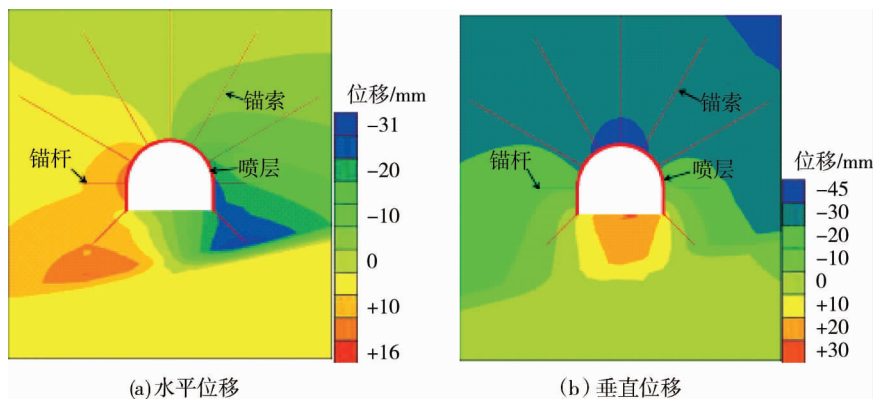 位移/mm
-31
-20
-10
0
+10
+16
锚索
锚杆
喷层
(a)水平位移
位移/mm
-45
-30
-20
-10
0
+10
+20
+30
锚索
锚杆
喷层
(b)垂直位移